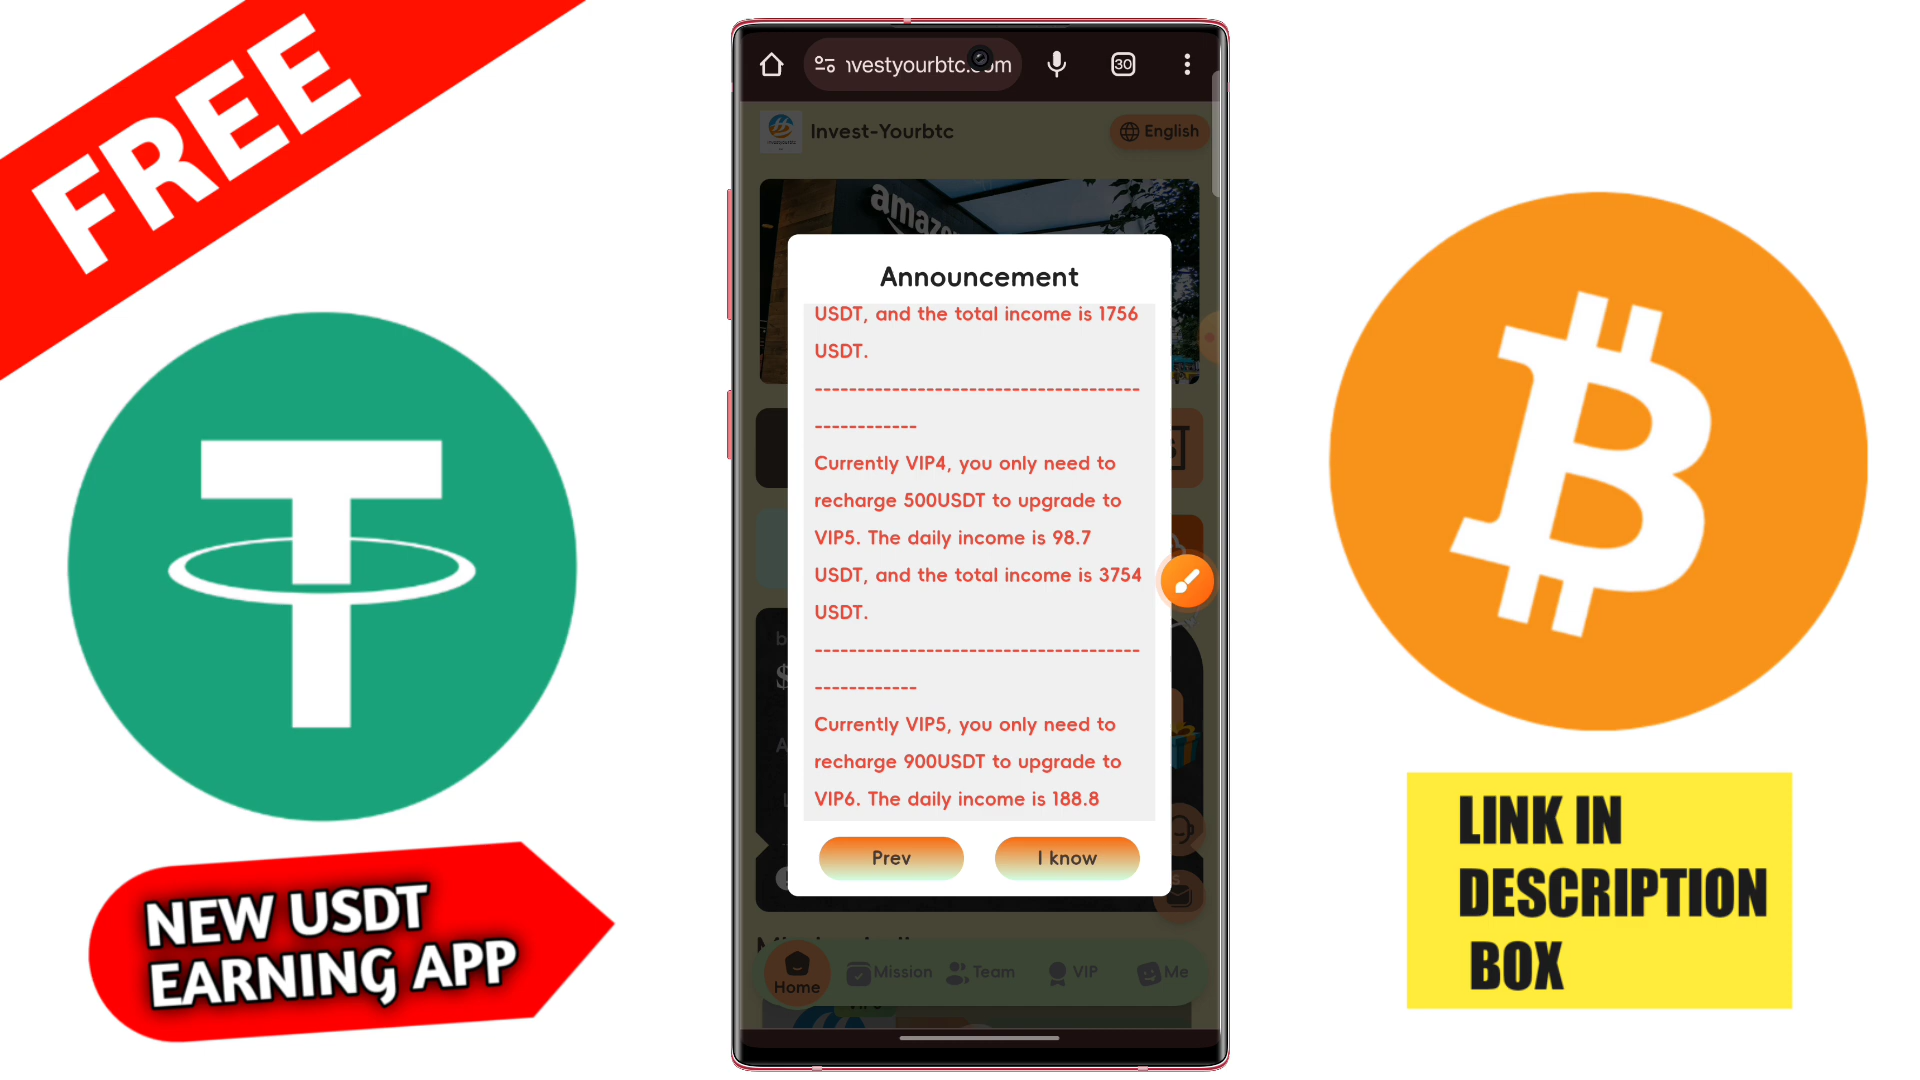 FREE
NEW USDT
EARNING APP
30
Invest-Yourbtc
English
Announcement
USDT, and the total income is 1756
USDT.
-------------------------------------
------------
Currently VIP4, you only need to
recharge 500USDT to upgrade to
VIP5. The daily income is 98.7
USDT, and the total income is 3754
USDT.
-------------------------------------
------------
Currently VIP5, you only need to
recharge 900USDT to upgrade to
VIP6. The daily income is 188.8
Prev
I know
Home
Mission
Team
VIP
Me
LINK IN
DESCRIPTION
BOX